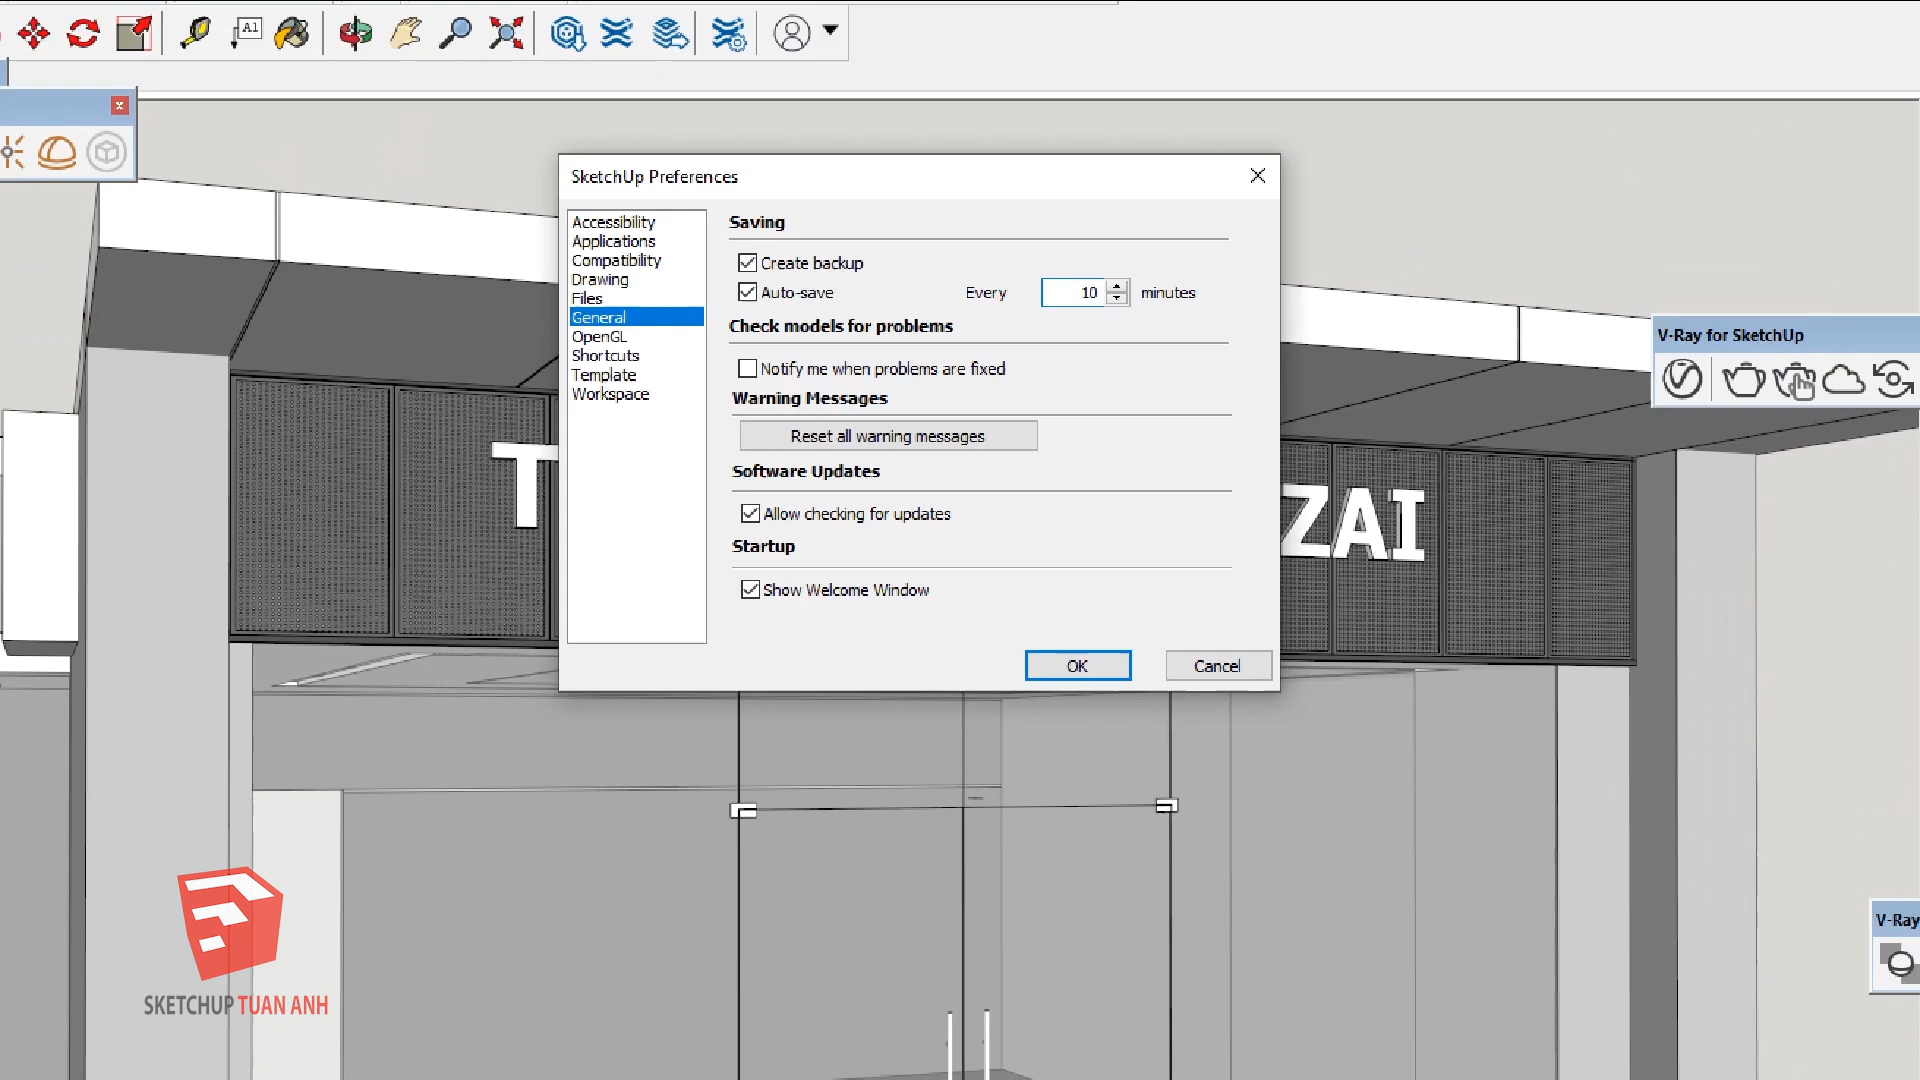 A1
SketchUp Preferences
Accessibility
Applications
Compatibility
Drawing
Files
General
OpenGL
Shortcuts
Template
Workspace
Saving
Create backup
Auto-save Every 10 minutes
Check models for problems
Notify me when problems are fixed
Warning Messages
Reset all warning messages
Software Updates
Allow checking for updates
Startup
Show Welcome Window
OK Cancel
V-Ray for SketchUp
T
ZAI
V-Ray
SKETCHUP TUAN ANH